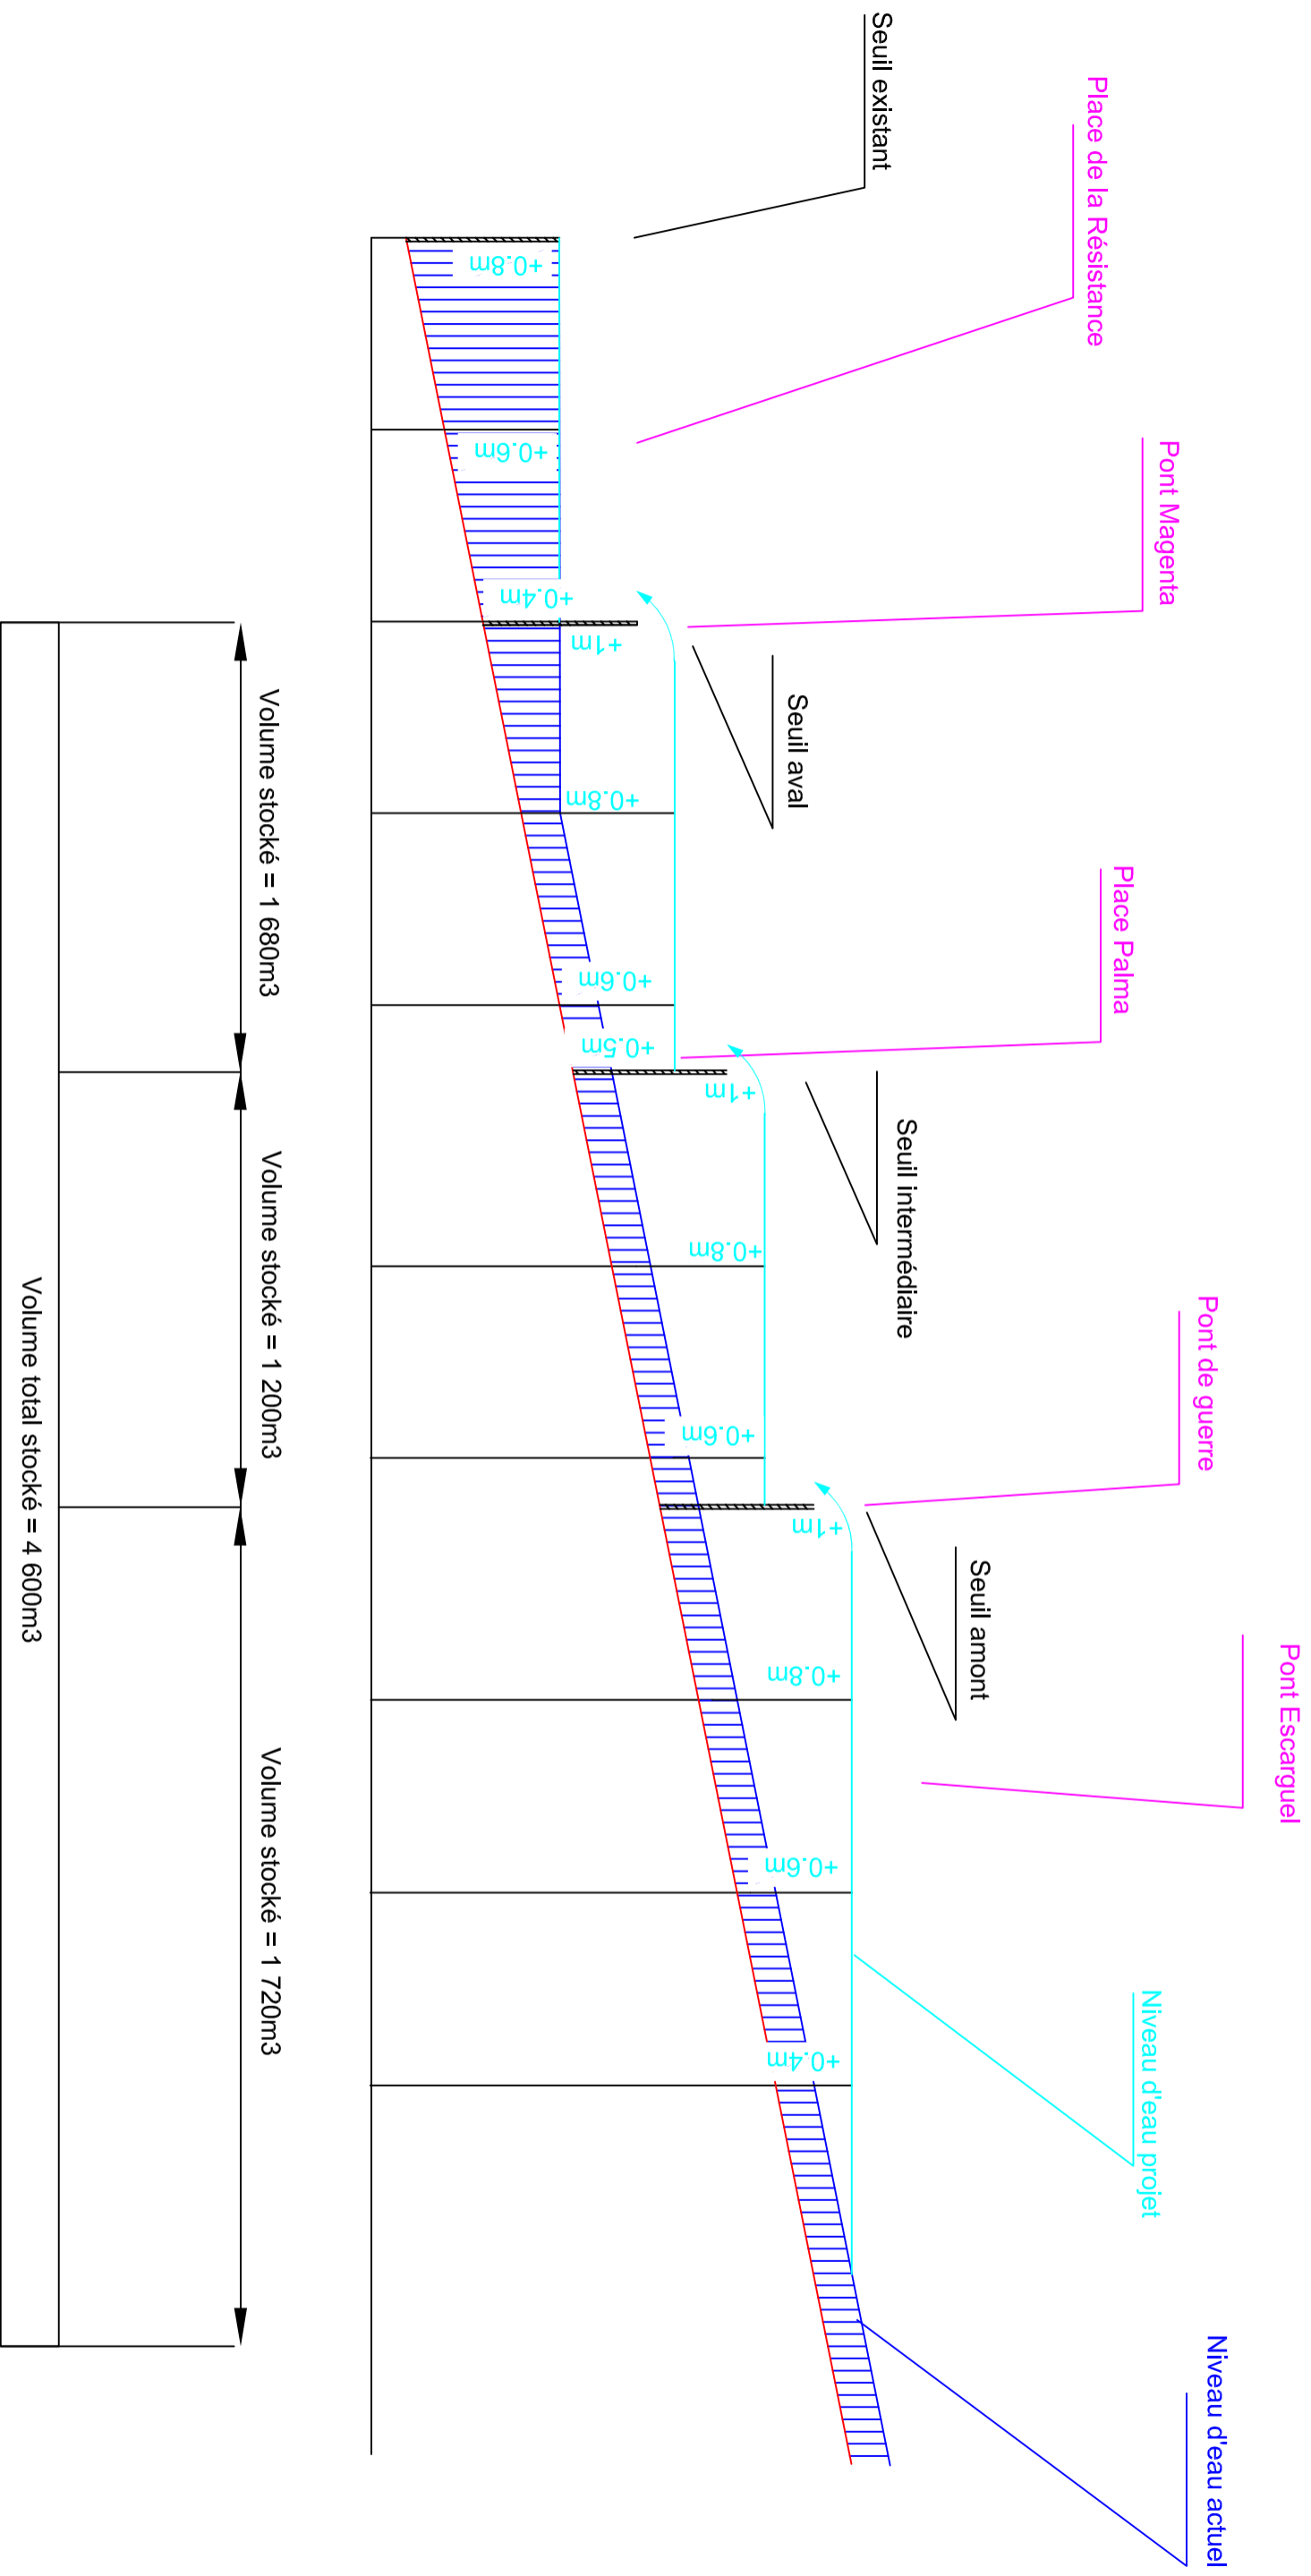 Seuil existant
Place de la Résistance
Pont Magenta
Seuil aval
Place Palma
Seuil intermédiaire
Pont de guerre
Seuil amont
Pont Escarguel
Niveau d'eau projet
Niveau d'eau actuel
+0.8m
+0.6m
+0.4m
+1m
+0.8m
+0.6m
+0.5m
+1m
+0.8m
+0.6m
+1m
+0.8m
+0.6m
+0.4m
Volume stocké = 1 680m3
Volume stocké = 1 200m3
Volume stocké = 1 720m3
Volume total stocké = 4 600m3